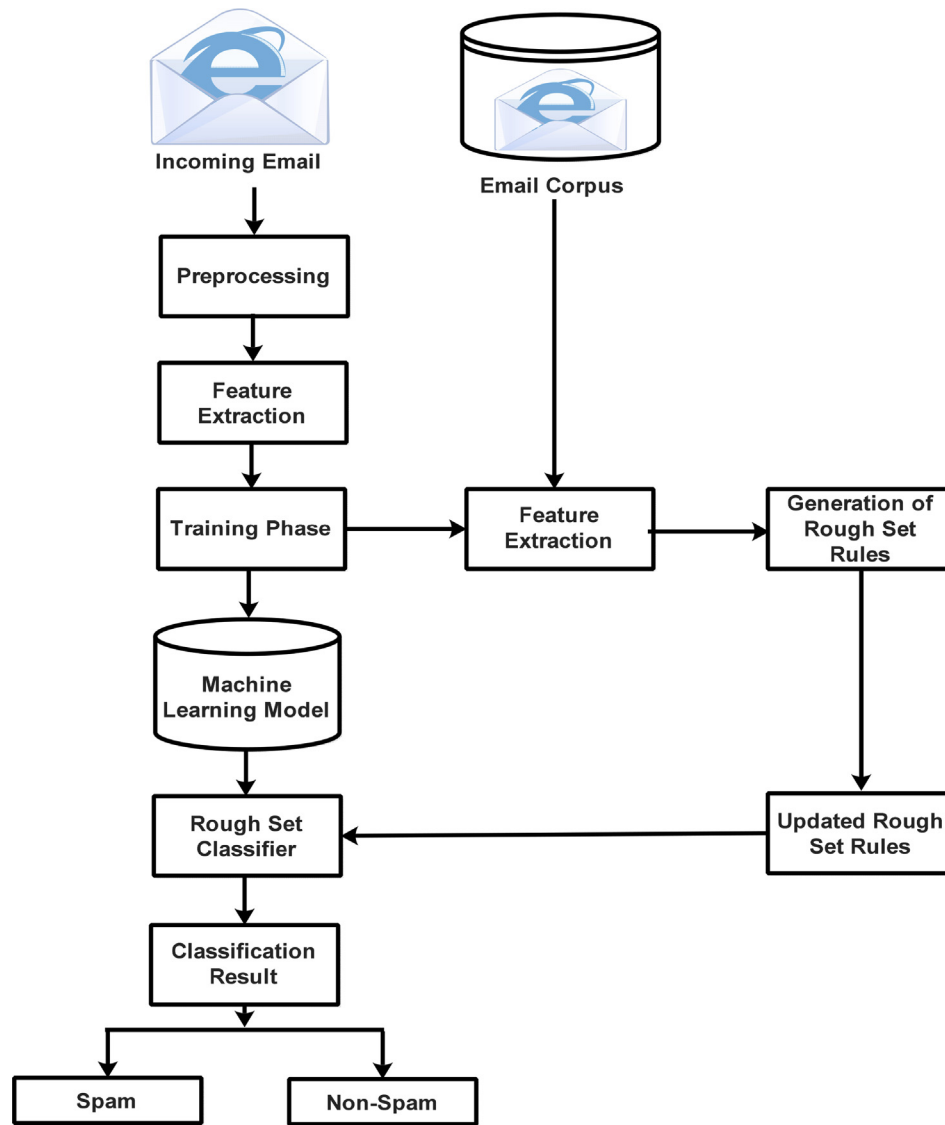 Incoming Email
Email Corpus
Preprocessing
Feature
Extraction
Training Phase
Feature
Extraction
Generation of
Rough Set
Rules
Machine
Learning Model
Rough Set
Classifier
Updated Rough
Set Rules
Classification
Result
Spam
Non-Spam